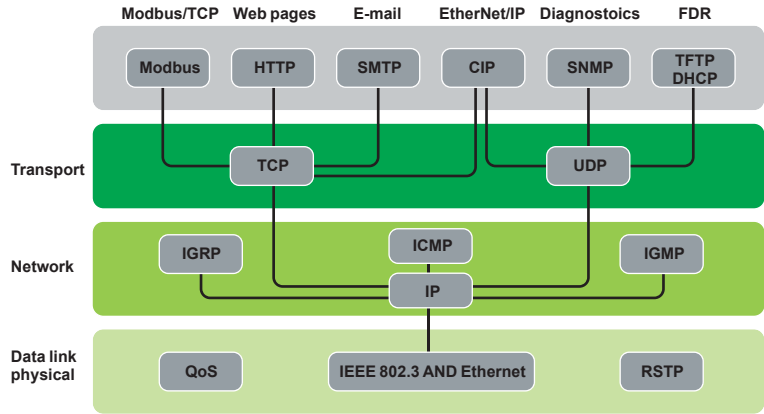 Modbus/TCP Web pages E-mail EtherNet/IP Diagnostoics FDR
Modbus HTTP SMTP CIP SNMP TFTP
DHCP
Transport TCP UDP
IGRP ICMP IGMP
Network
IP
Data link
physical
QoS IEEE 802.3 AND Ethernet RSTP